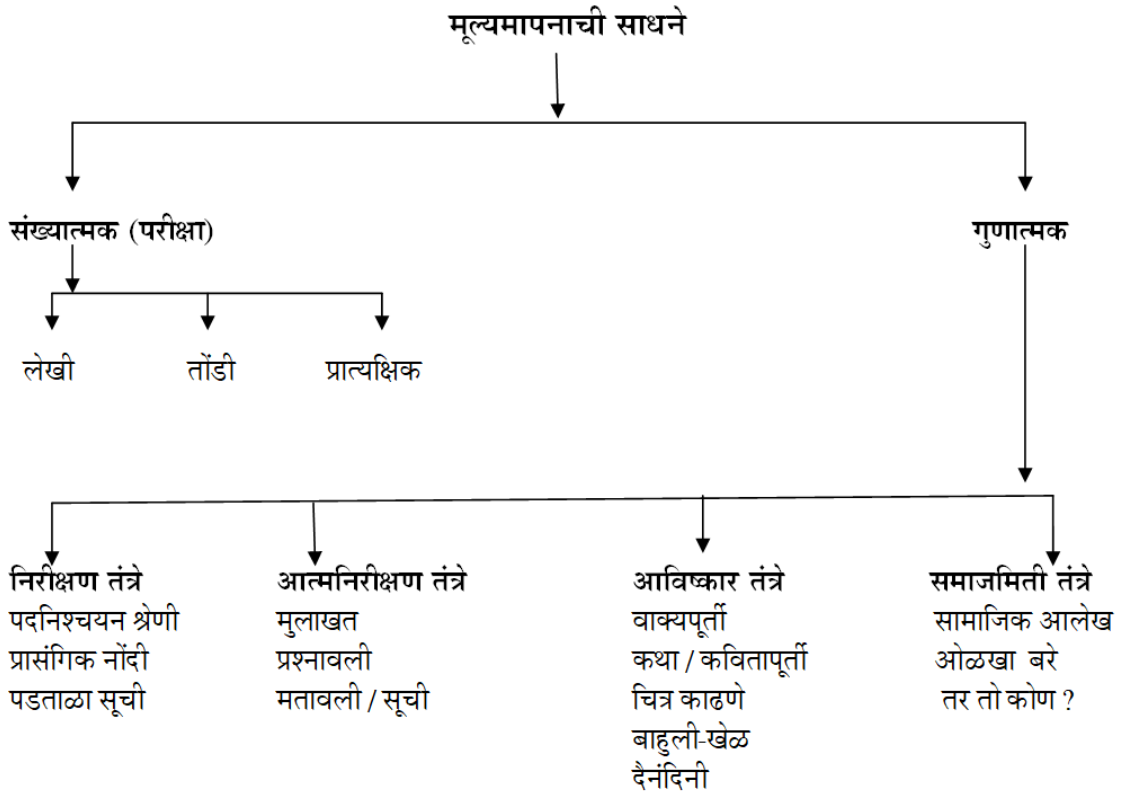 मूल्यमापनाची साधने
संख्यात्मक (परीक्षा)
गुणात्मक
लेखी
तोंडी
प्रात्यक्षिक
निरीक्षण तंत्रे
पदनिश्चयन श्रेणी
प्रासंगिक नोंदी
पडताळा सूची
आत्मनिरीक्षण तंत्रे
मुलाखत
प्रश्नावली
मतावली / सूची
आविष्कार तंत्रे
वाक्यपूर्ती
कथा / कवितापूर्ती
चित्र काढणे
बाहुली-खेळ
दैनंदिनी
समाजमिती तंत्रे
सामाजिक आलेख
ओळखा बरे
तर तो कोण ?